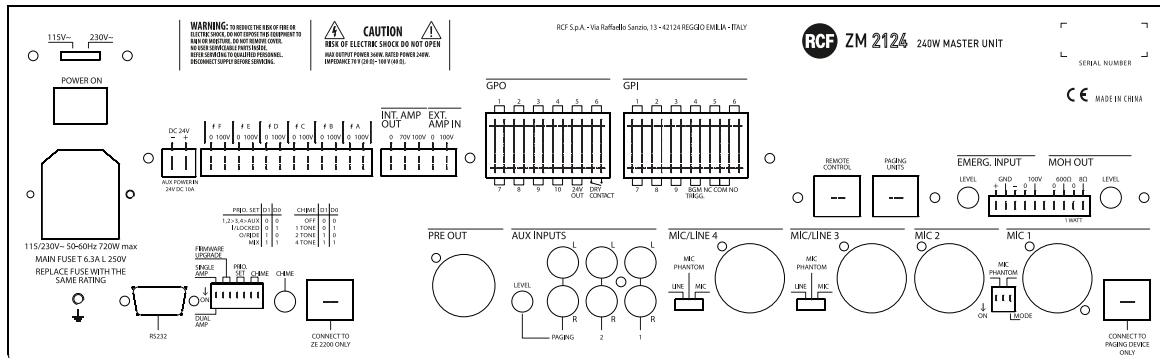 115V~ 230V~
POWER ON
WARNING: TO REDUCE THE RISK OF FIRE OR
ELECTRIC SHOCK, DO NOT EXPOSE THIS EQUIPMENT TO
RAIN OR MOISTURE. DO NOT REMOVE COVER.
NO USER SERVICEABLE PARTS INSIDE.
REFER SERVICING TO QUALIFIED PERSONNEL.
DISCONNECT SUPPLY BEFORE SERVICING.
CAUTION
RISK OF ELECTRIC SHOCK DO NOT OPEN
MAX OUTPUT POWER 360W. RATED POWER 240W.
IMPEDANCE 70 V (20 Ω) - 100 V (40 Ω).
RCF S.p.A. - Via Raffaello Sanzio, 13 - 42124 REGGIO EMILIA - ITALY
RCF ZM 2124 240W MASTER UNIT
SERIAL NUMBER
CE MADE IN CHINA
DC 24V
− +
AUX POWER IN
24V DC 10A
F E D C B A
0 100V 0 100V 0 100V 0 100V 0 100V 0 100V
INT. AMP
OUT
0 70V 100V
EXT.
AMP IN
0 100V
GPO
1 2 3 4 5 6
7 8 9 10 24V
OUT
DRY
CONTACT
GPI
1 2 3 4 5 6
7 8 9 BGM
TRIGG.
NC COM NO
REMOTE
CONTROL
PAGING
UNITS
EMERG. INPUT
LEVEL
GND
+ − 0 100V
MOH OUT
600Ω 8Ω
0 0
1 WATT
LEVEL
115/230V~ 50-60Hz 720W max
MAIN FUSE T 6.3A L 250V
REPLACE FUSE WITH THE
SAME RATING
PRIO. SET D1 D0
1,2>3,4>AUX 0 0
I/LOCKED 0 1
O/RIDE 1 0
MIX 1 1
CHIME D1 D0
OFF 0 0
1 TONE 0 1
2 TONE 1 0
4 TONE 1 1
RS232
FIRMWARE
UPGRADE
SINGLE
AMP
PRIO.
SET
CHIME
ON
DUAL
AMP
CHIME
CONNECT TO
ZE 2200 ONLY
PRE OUT
AUX INPUTS
LEVEL
L L L
R R R
PAGING 2 1
MIC/LINE 4
MIC
PHANTOM
LINE MIC
MIC/LINE 3
MIC
PHANTOM
LINE MIC
MIC 2
MIC 1
MIC
PHANTOM
ON
MODE
CONNECT TO
PAGING DEVICE
ONLY